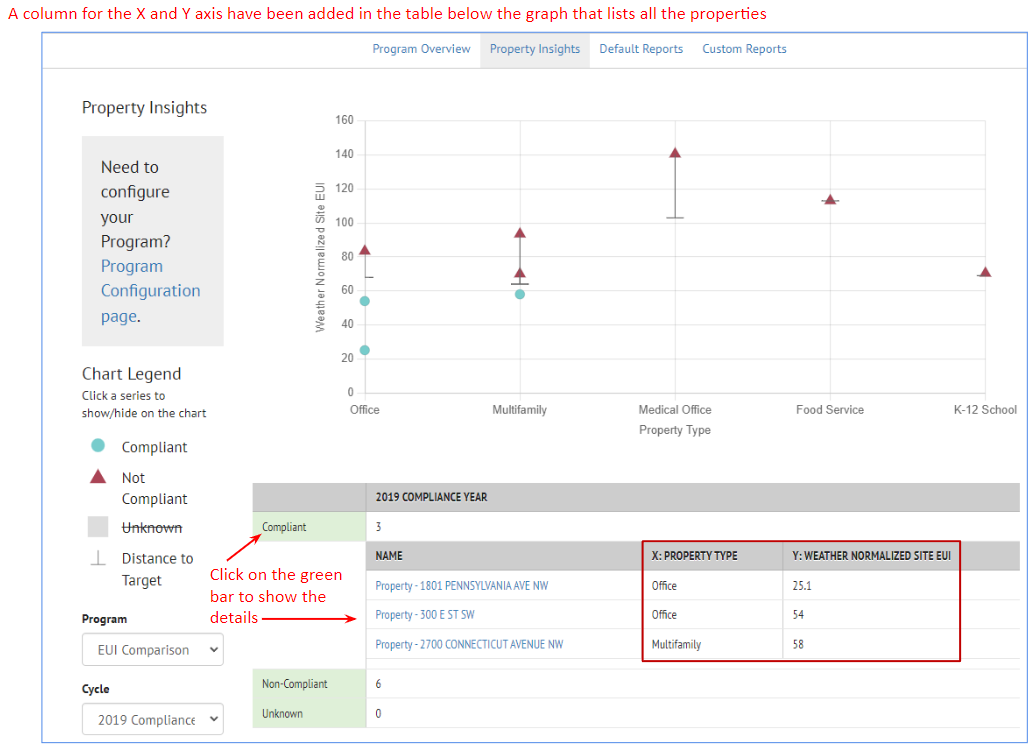 A column for the X and Y axis have been added in the table below the graph that lists all the properties
Program Overview
Property Insights
Default Reports
Custom Reports
Property Insights
Need to
configure
your
Program?
Program
Configuration
page.
Chart Legend
Click a series to
show/hide on the chart
Compliant
Not
Compliant
Unknown
Distance to
Target
Program
EUI Comparison
Cycle
2019 Compliance
Weather Normalized Site EUI
160
140
120
100
80
60
40
20
0
Office
Multifamily
Medical Office
Food Service
K-12 School
Property Type
2019 COMPLIANCE YEAR
Compliant 3
NAME X: PROPERTY TYPE Y: WEATHER NORMALIZED SITE EUI
Property - 1801 PENNSYLVANIA AVE NW Office 25.1
Property - 300 E ST SW Office 54
Property - 2700 CONNECTICUT AVENUE NW Multifamily 58
Click on the green
bar to show the
details
Non-Compliant 6
Unknown 0